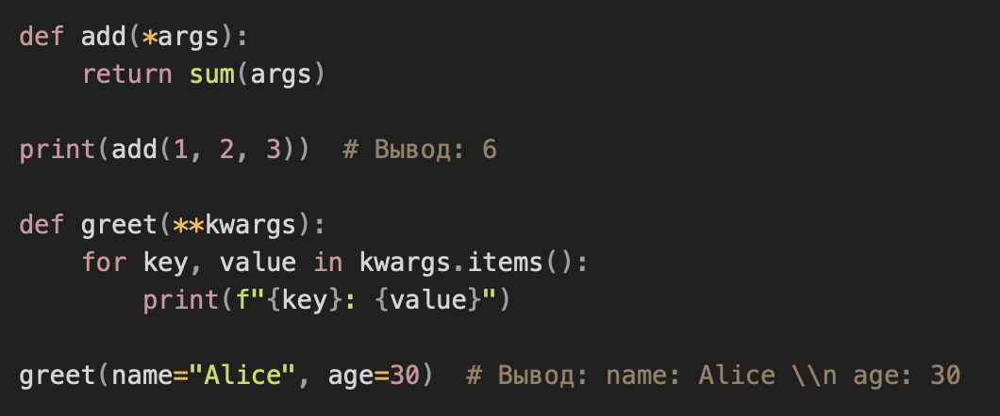 def add(*args):
    return sum(args)

print(add(1, 2, 3))  # Вывод: 6

def greet(**kwargs):
    for key, value in kwargs.items():
        print(f"{key}: {value}")

greet(name="Alice", age=30)  # Вывод: name: Alice \\n age: 30